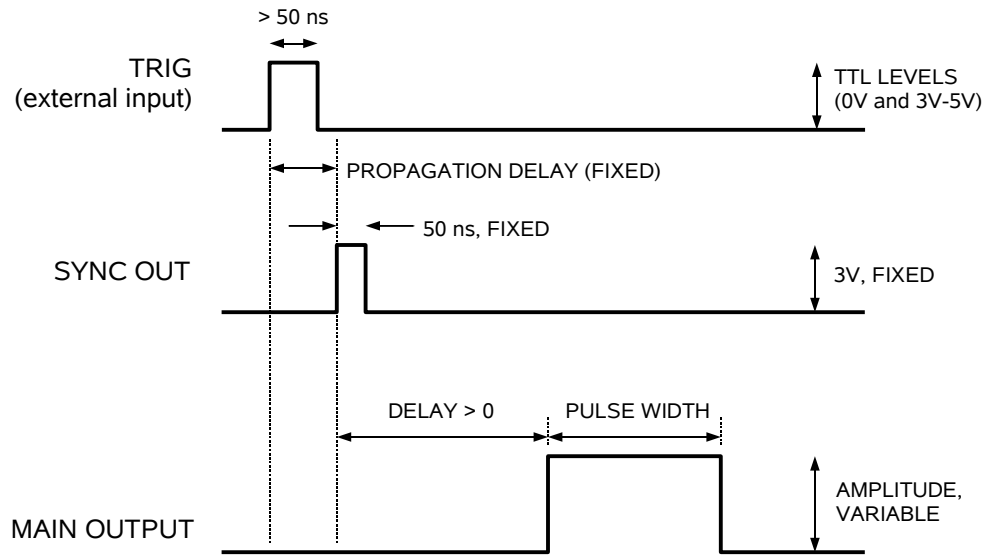 > 50 ns
TRIG
(external input)
TTL LEVELS
(0V and 3V-5V)
PROPAGATION DELAY (FIXED)
50 ns, FIXED
SYNC OUT
3V, FIXED
DELAY > 0
PULSE WIDTH
AMPLITUDE,
VARIABLE
MAIN OUTPUT